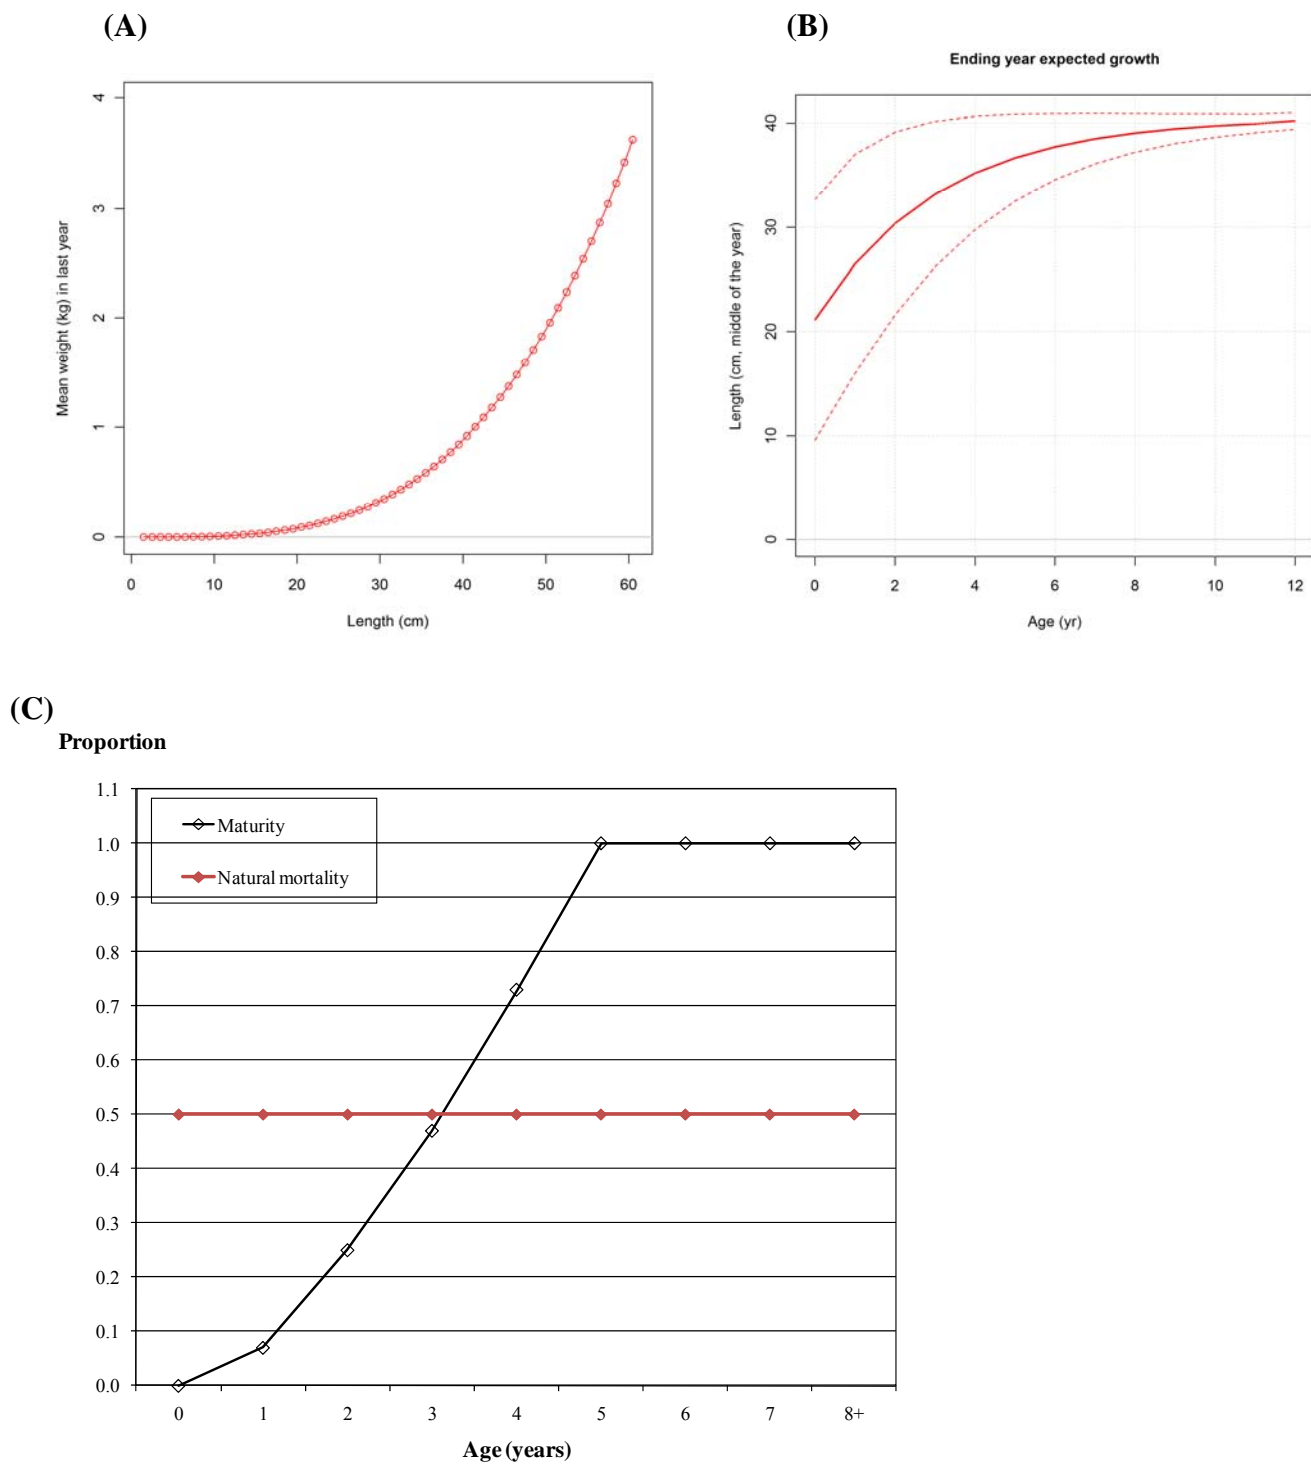 (A)
Mean weight (kg) in last year
4
3
2
1
0
0 10 20 30 40 50 60
Length (cm)
(B)
Ending year expected growth
Length (cm, middle of the year)
40
30
20
10
0
0 2 4 6 8 10 12
Age (yr)
(C)
Proportion
1.1
1.0
0.9
0.8
0.7
0.6
0.5
0.4
0.3
0.2
0.1
0.0
Maturity
Natural mortality
0 1 2 3 4 5 6 7 8+
Age (years)